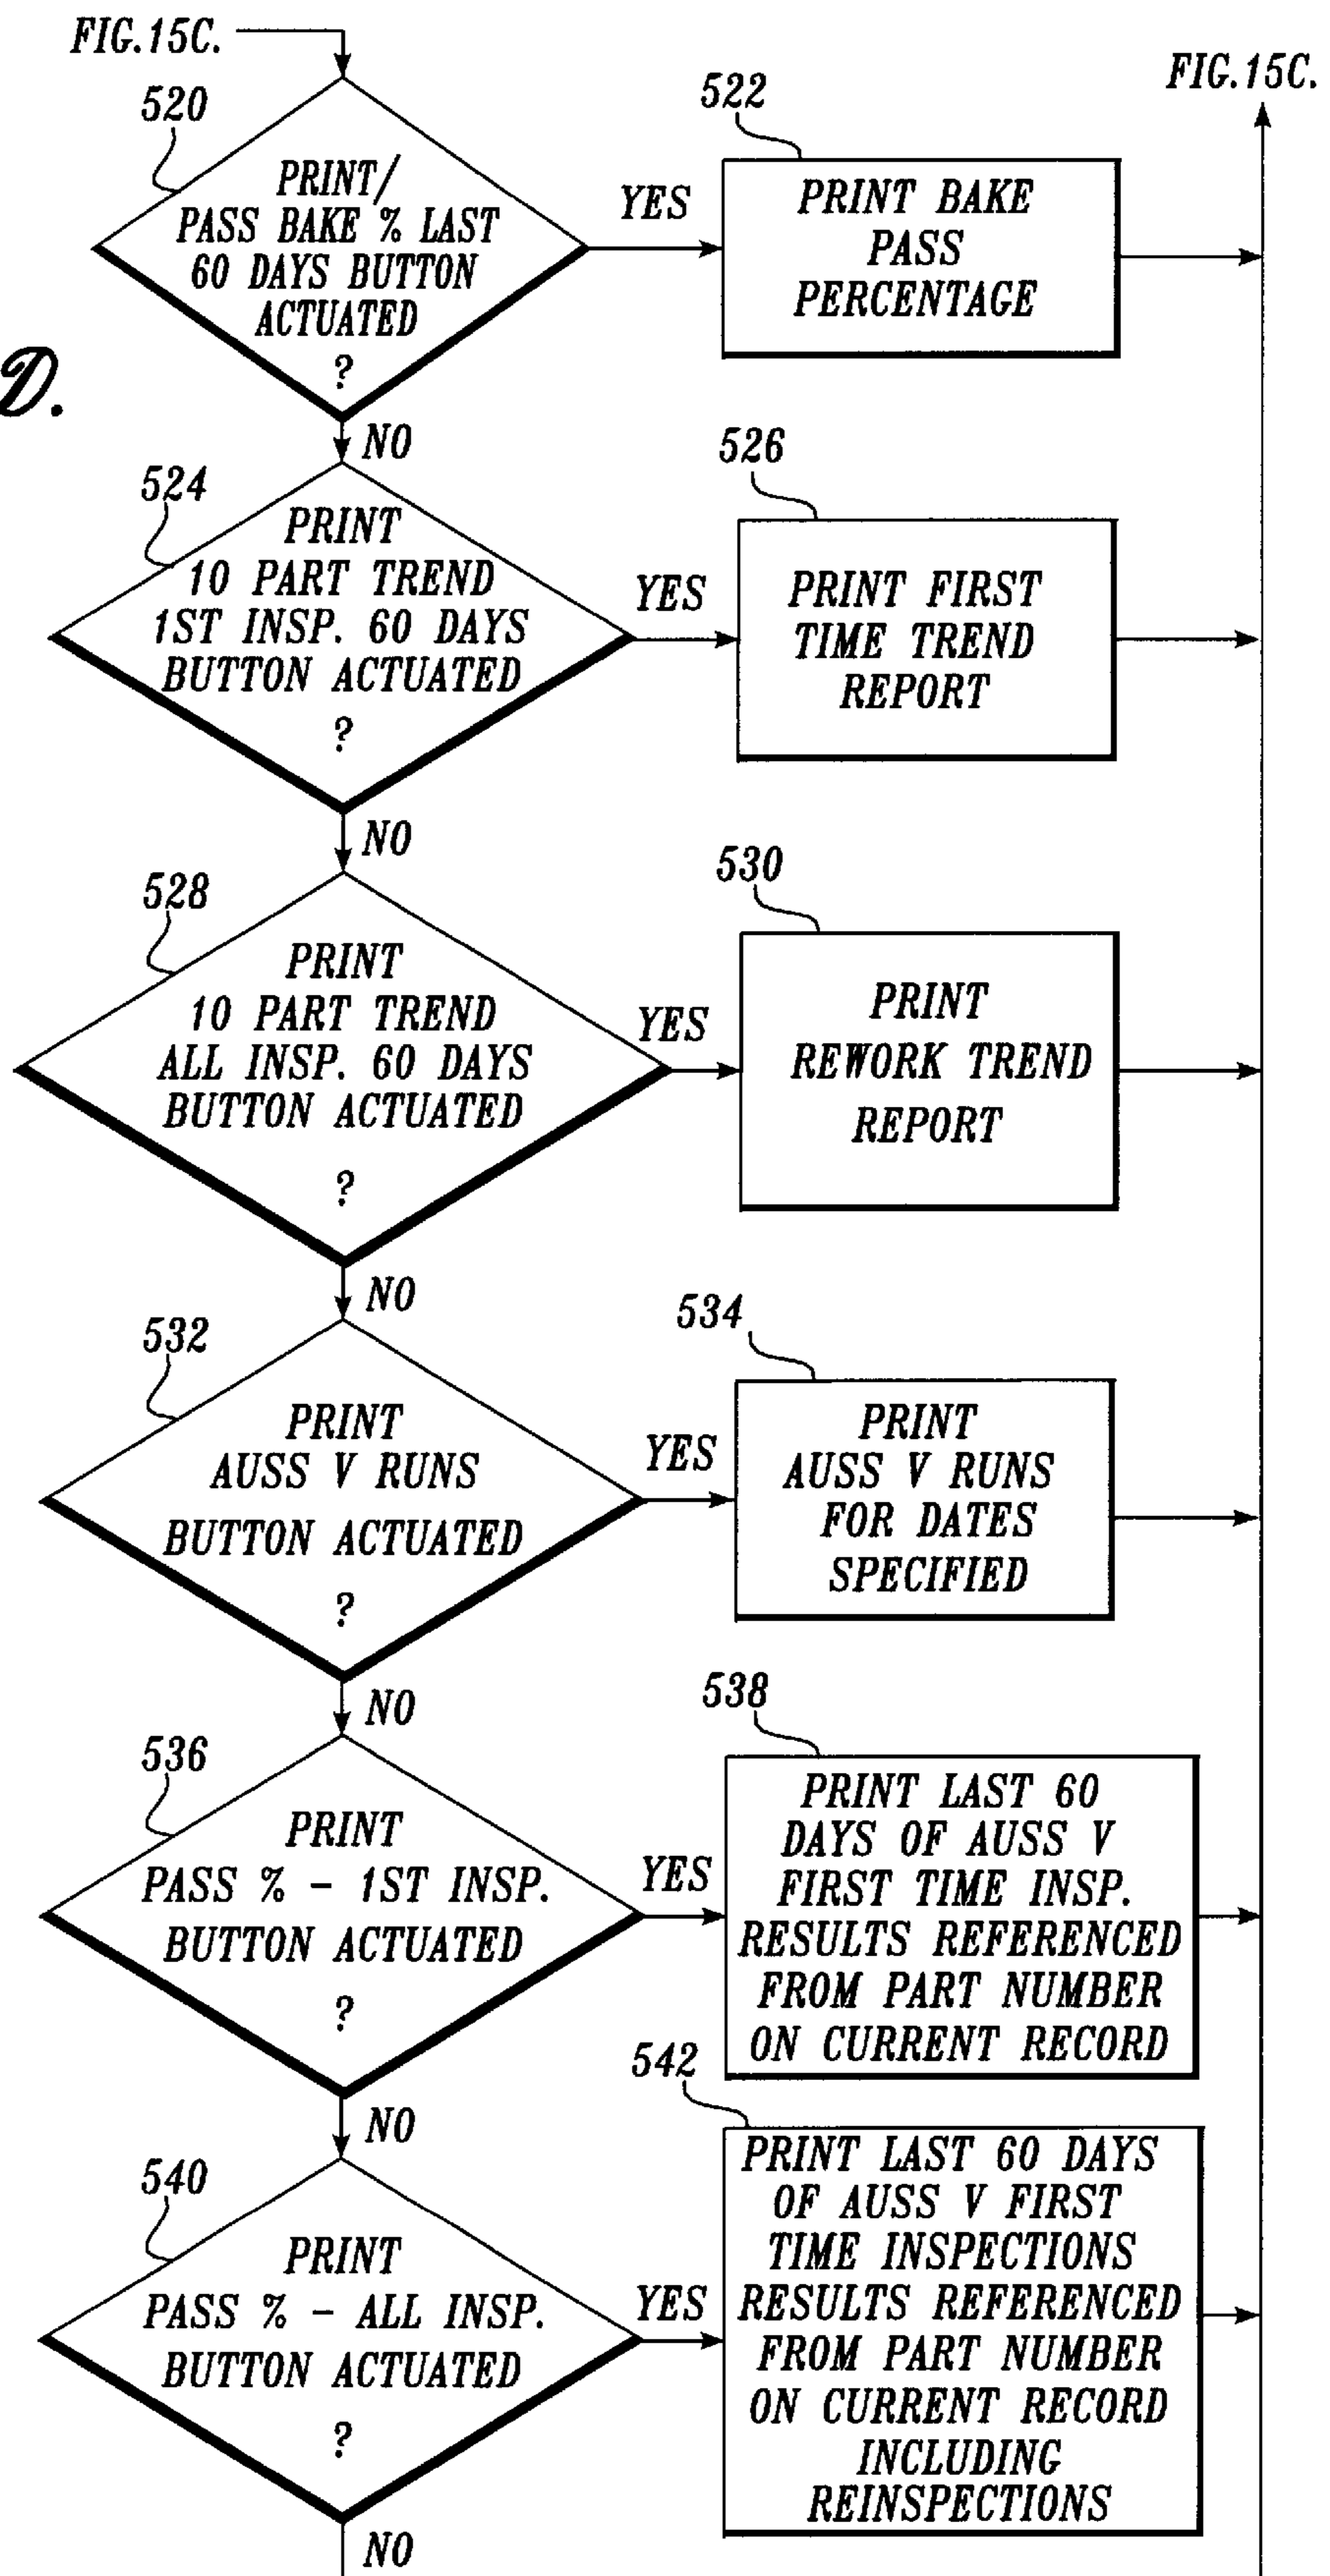 FIG.15C.
FIG.15C.
520
PRINT/
PASS BAKE % LAST
60 DAYS BUTTON
ACTUATED
?
YES
522
PRINT BAKE
PASS
PERCENTAGE
D.
NO
524
PRINT
10 PART TREND
1ST INSP. 60 DAYS
BUTTON ACTUATED
?
YES
526
PRINT FIRST
TIME TREND
REPORT
NO
528
PRINT
10 PART TREND
ALL INSP. 60 DAYS
BUTTON ACTUATED
?
YES
530
PRINT
REWORK TREND
REPORT
NO
532
PRINT
AUSS V RUNS
BUTTON ACTUATED
?
YES
534
PRINT
AUSS V RUNS
FOR DATES
SPECIFIED
NO
536
PRINT
PASS % - 1ST INSP.
BUTTON ACTUATED
?
YES
538
PRINT LAST 60
DAYS OF AUSS V
FIRST TIME INSP.
RESULTS REFERENCED
FROM PART NUMBER
ON CURRENT RECORD
NO
540
PRINT
PASS % - ALL INSP.
BUTTON ACTUATED
?
YES
542
PRINT LAST 60 DAYS
OF AUSS V FIRST
TIME INSPECTIONS
RESULTS REFERENCED
FROM PART NUMBER
ON CURRENT RECORD
INCLUDING
REINSPECTIONS
NO